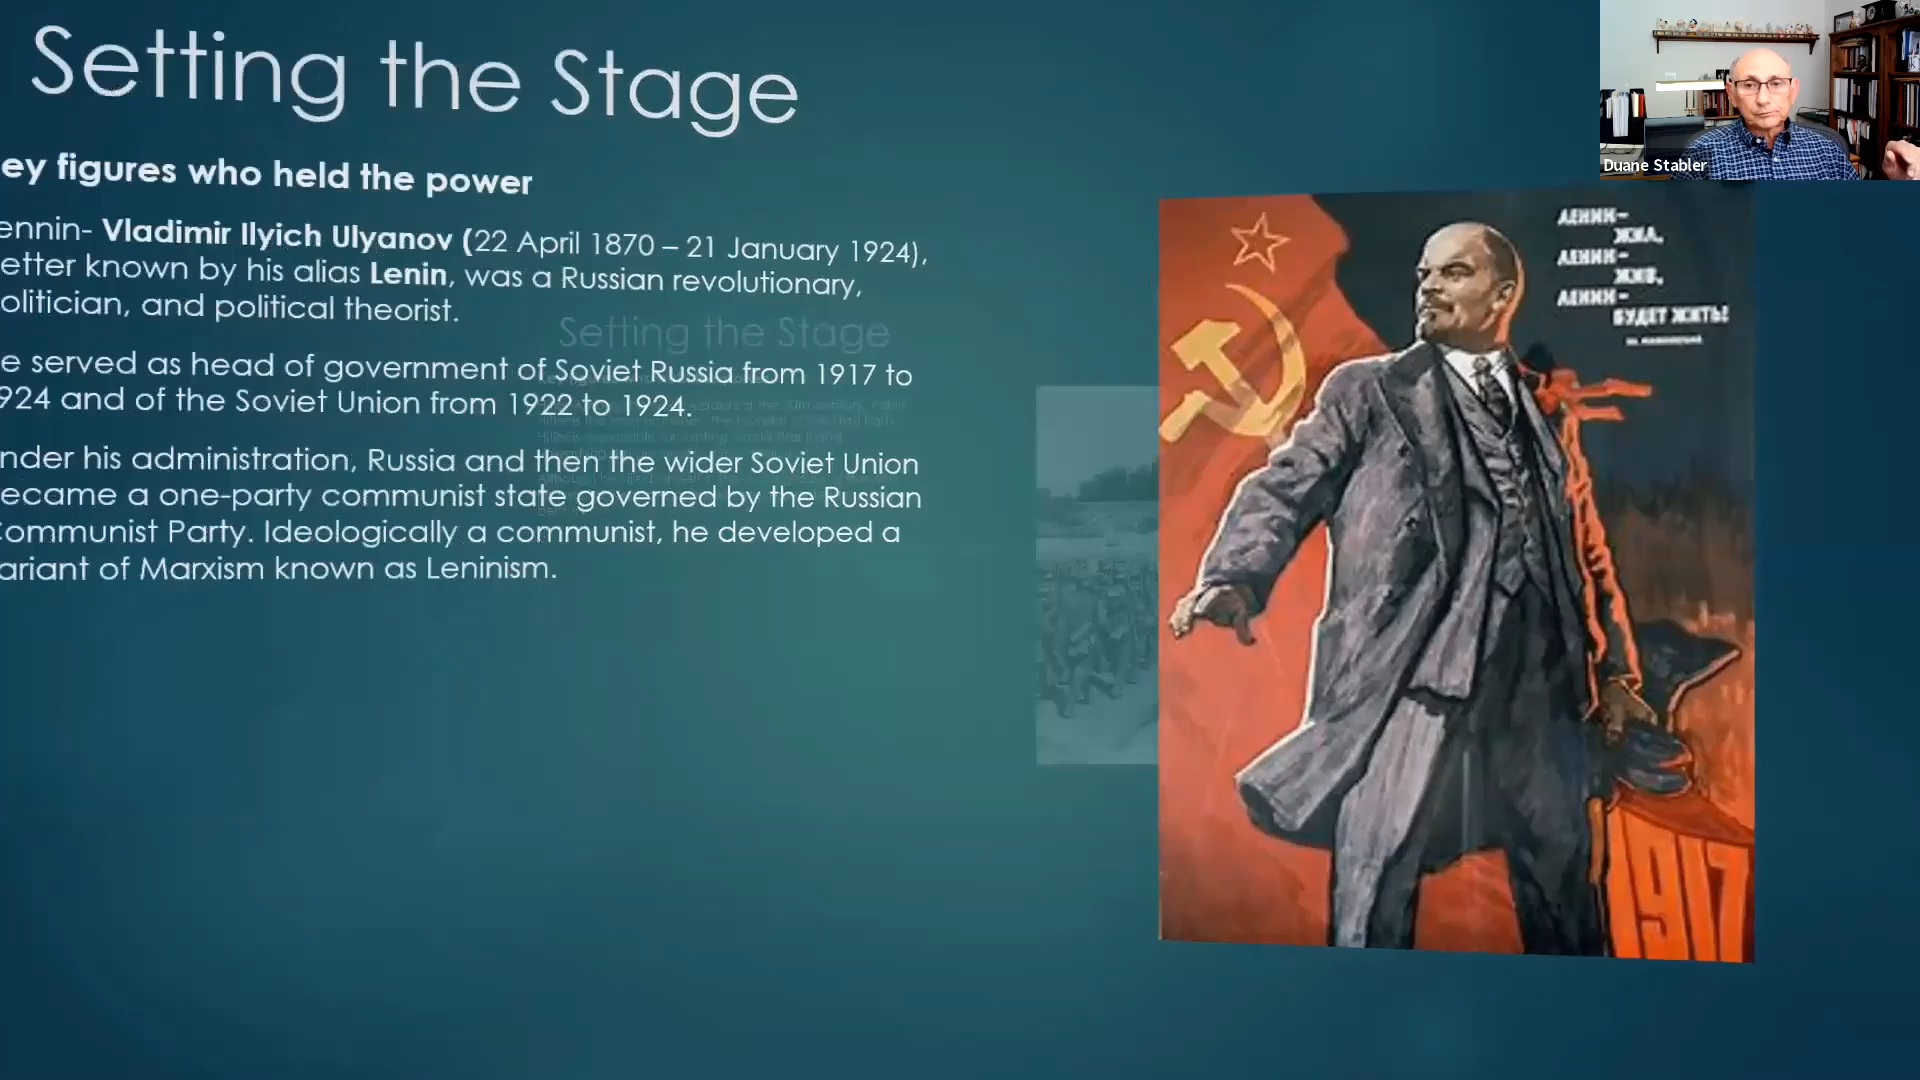 Setting the Stage
ey figures who held the power
ennin- Vladimir Ilyich Ulyanov (22 April 1870 – 21 January 1924),
etter known by his alias Lenin, was a Russian revolutionary,
olitician, and political theorist.
e served as head of government of Soviet Russia from 1917 to
924 and of the Soviet Union from 1922 to 1924.
nder his administration, Russia and then the wider Soviet Union
ecame a one-party communist state governed by the Russian
Communist Party. Ideologically a communist, he developed a
ariant of Marxism known as Leninism.
Setting the Stage
Duane Stabler
ЛЕНИН–
ЖИЛ,
ЛЕНИН–
ЖИВ,
ЛЕНИН–
БУДЕТ ЖИТЬ!
1917